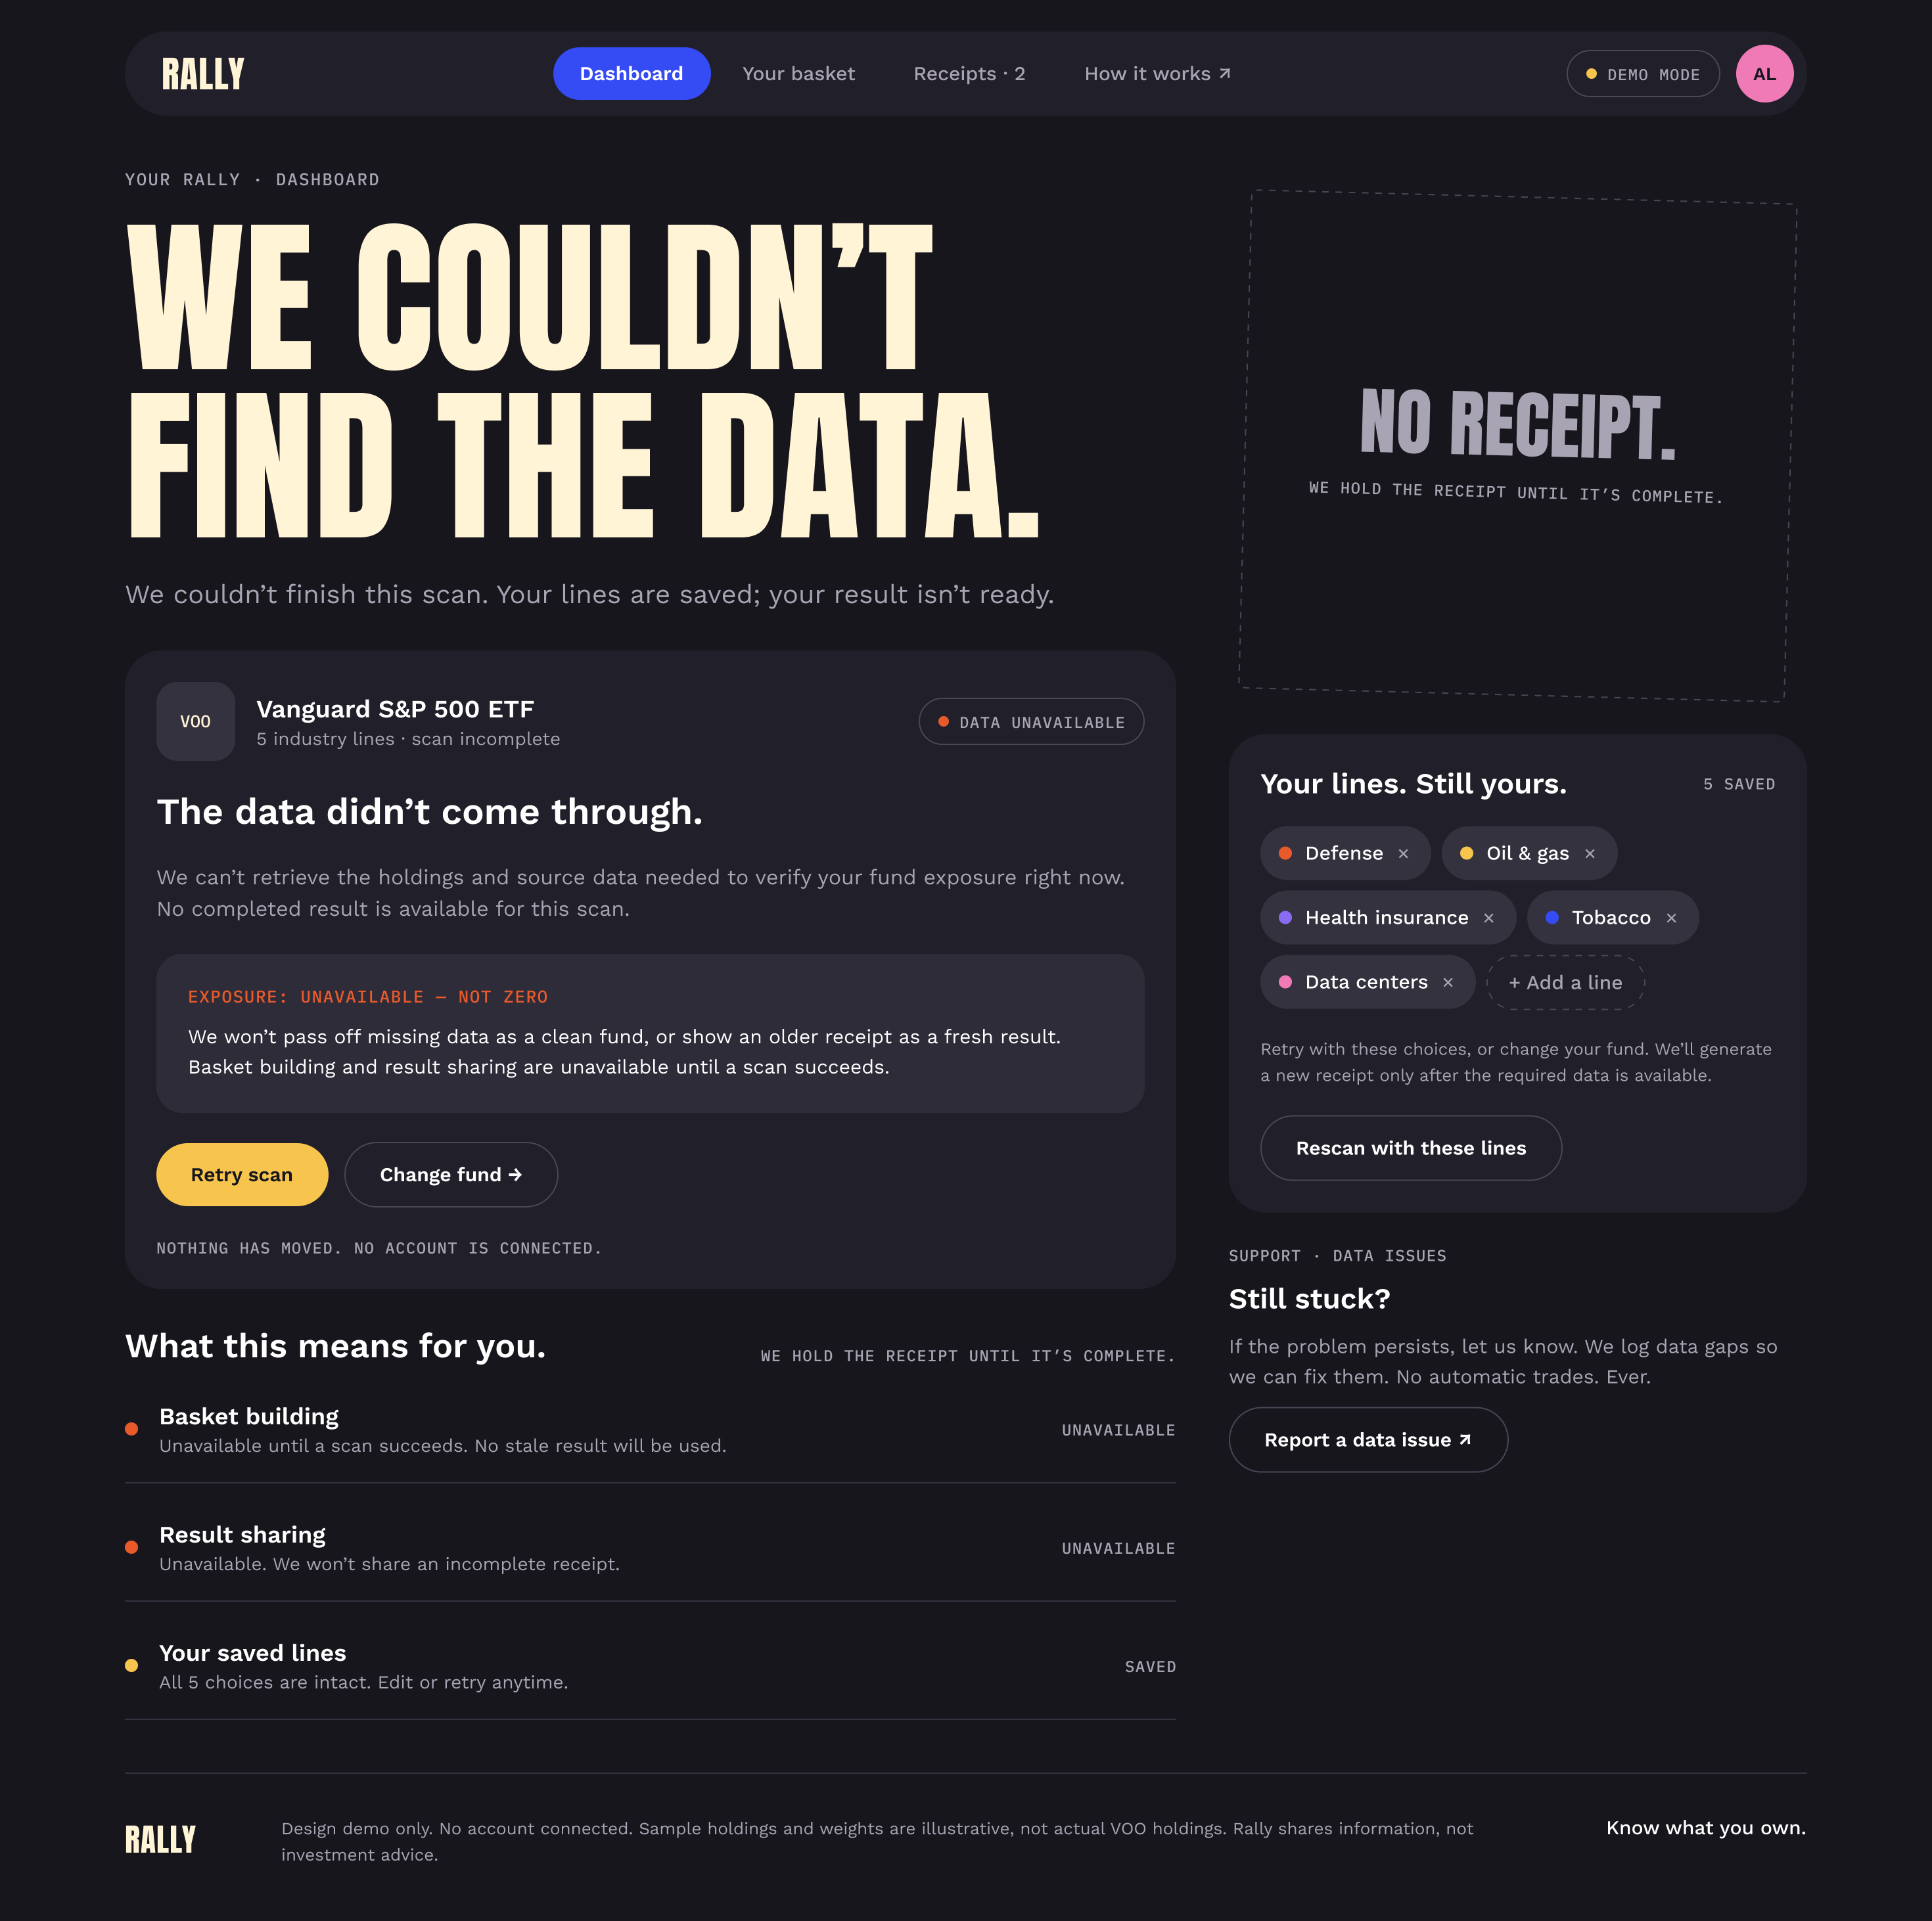 RALLY
Dashboard
Your basket
Receipts · 2
How it works ↗
DEMO MODE
AL
YOUR RALLY · DASHBOARD
WE COULDN’T
FIND THE DATA.
We couldn’t finish this scan. Your lines are saved; your result isn’t ready.
NO RECEIPT.
WE HOLD THE RECEIPT UNTIL IT’S COMPLETE.
VOO
Vanguard S&P 500 ETF
5 industry lines · scan incomplete
DATA UNAVAILABLE
The data didn’t come through.
We can’t retrieve the holdings and source data needed to verify your fund exposure right now.
No completed result is available for this scan.
EXPOSURE: UNAVAILABLE — NOT ZERO
We won’t pass off missing data as a clean fund, or show an older receipt as a fresh result.
Basket building and result sharing are unavailable until a scan succeeds.
Retry scan
Change fund →
NOTHING HAS MOVED. NO ACCOUNT IS CONNECTED.
Your lines. Still yours.
5 SAVED
Defense ×
Oil & gas ×
Health insurance ×
Tobacco ×
Data centers ×
+ Add a line
Retry with these choices, or change your fund. We’ll generate
a new receipt only after the required data is available.
Rescan with these lines
SUPPORT · DATA ISSUES
Still stuck?
If the problem persists, let us know. We log data gaps so
we can fix them. No automatic trades. Ever.
Report a data issue ↗
What this means for you.
WE HOLD THE RECEIPT UNTIL IT’S COMPLETE.
Basket building
Unavailable until a scan succeeds. No stale result will be used.
UNAVAILABLE
Result sharing
Unavailable. We won’t share an incomplete receipt.
UNAVAILABLE
Your saved lines
All 5 choices are intact. Edit or retry anytime.
SAVED
RALLY
Design demo only. No account connected. Sample holdings and weights are illustrative, not actual VOO holdings. Rally shares information, not
investment advice.
Know what you own.